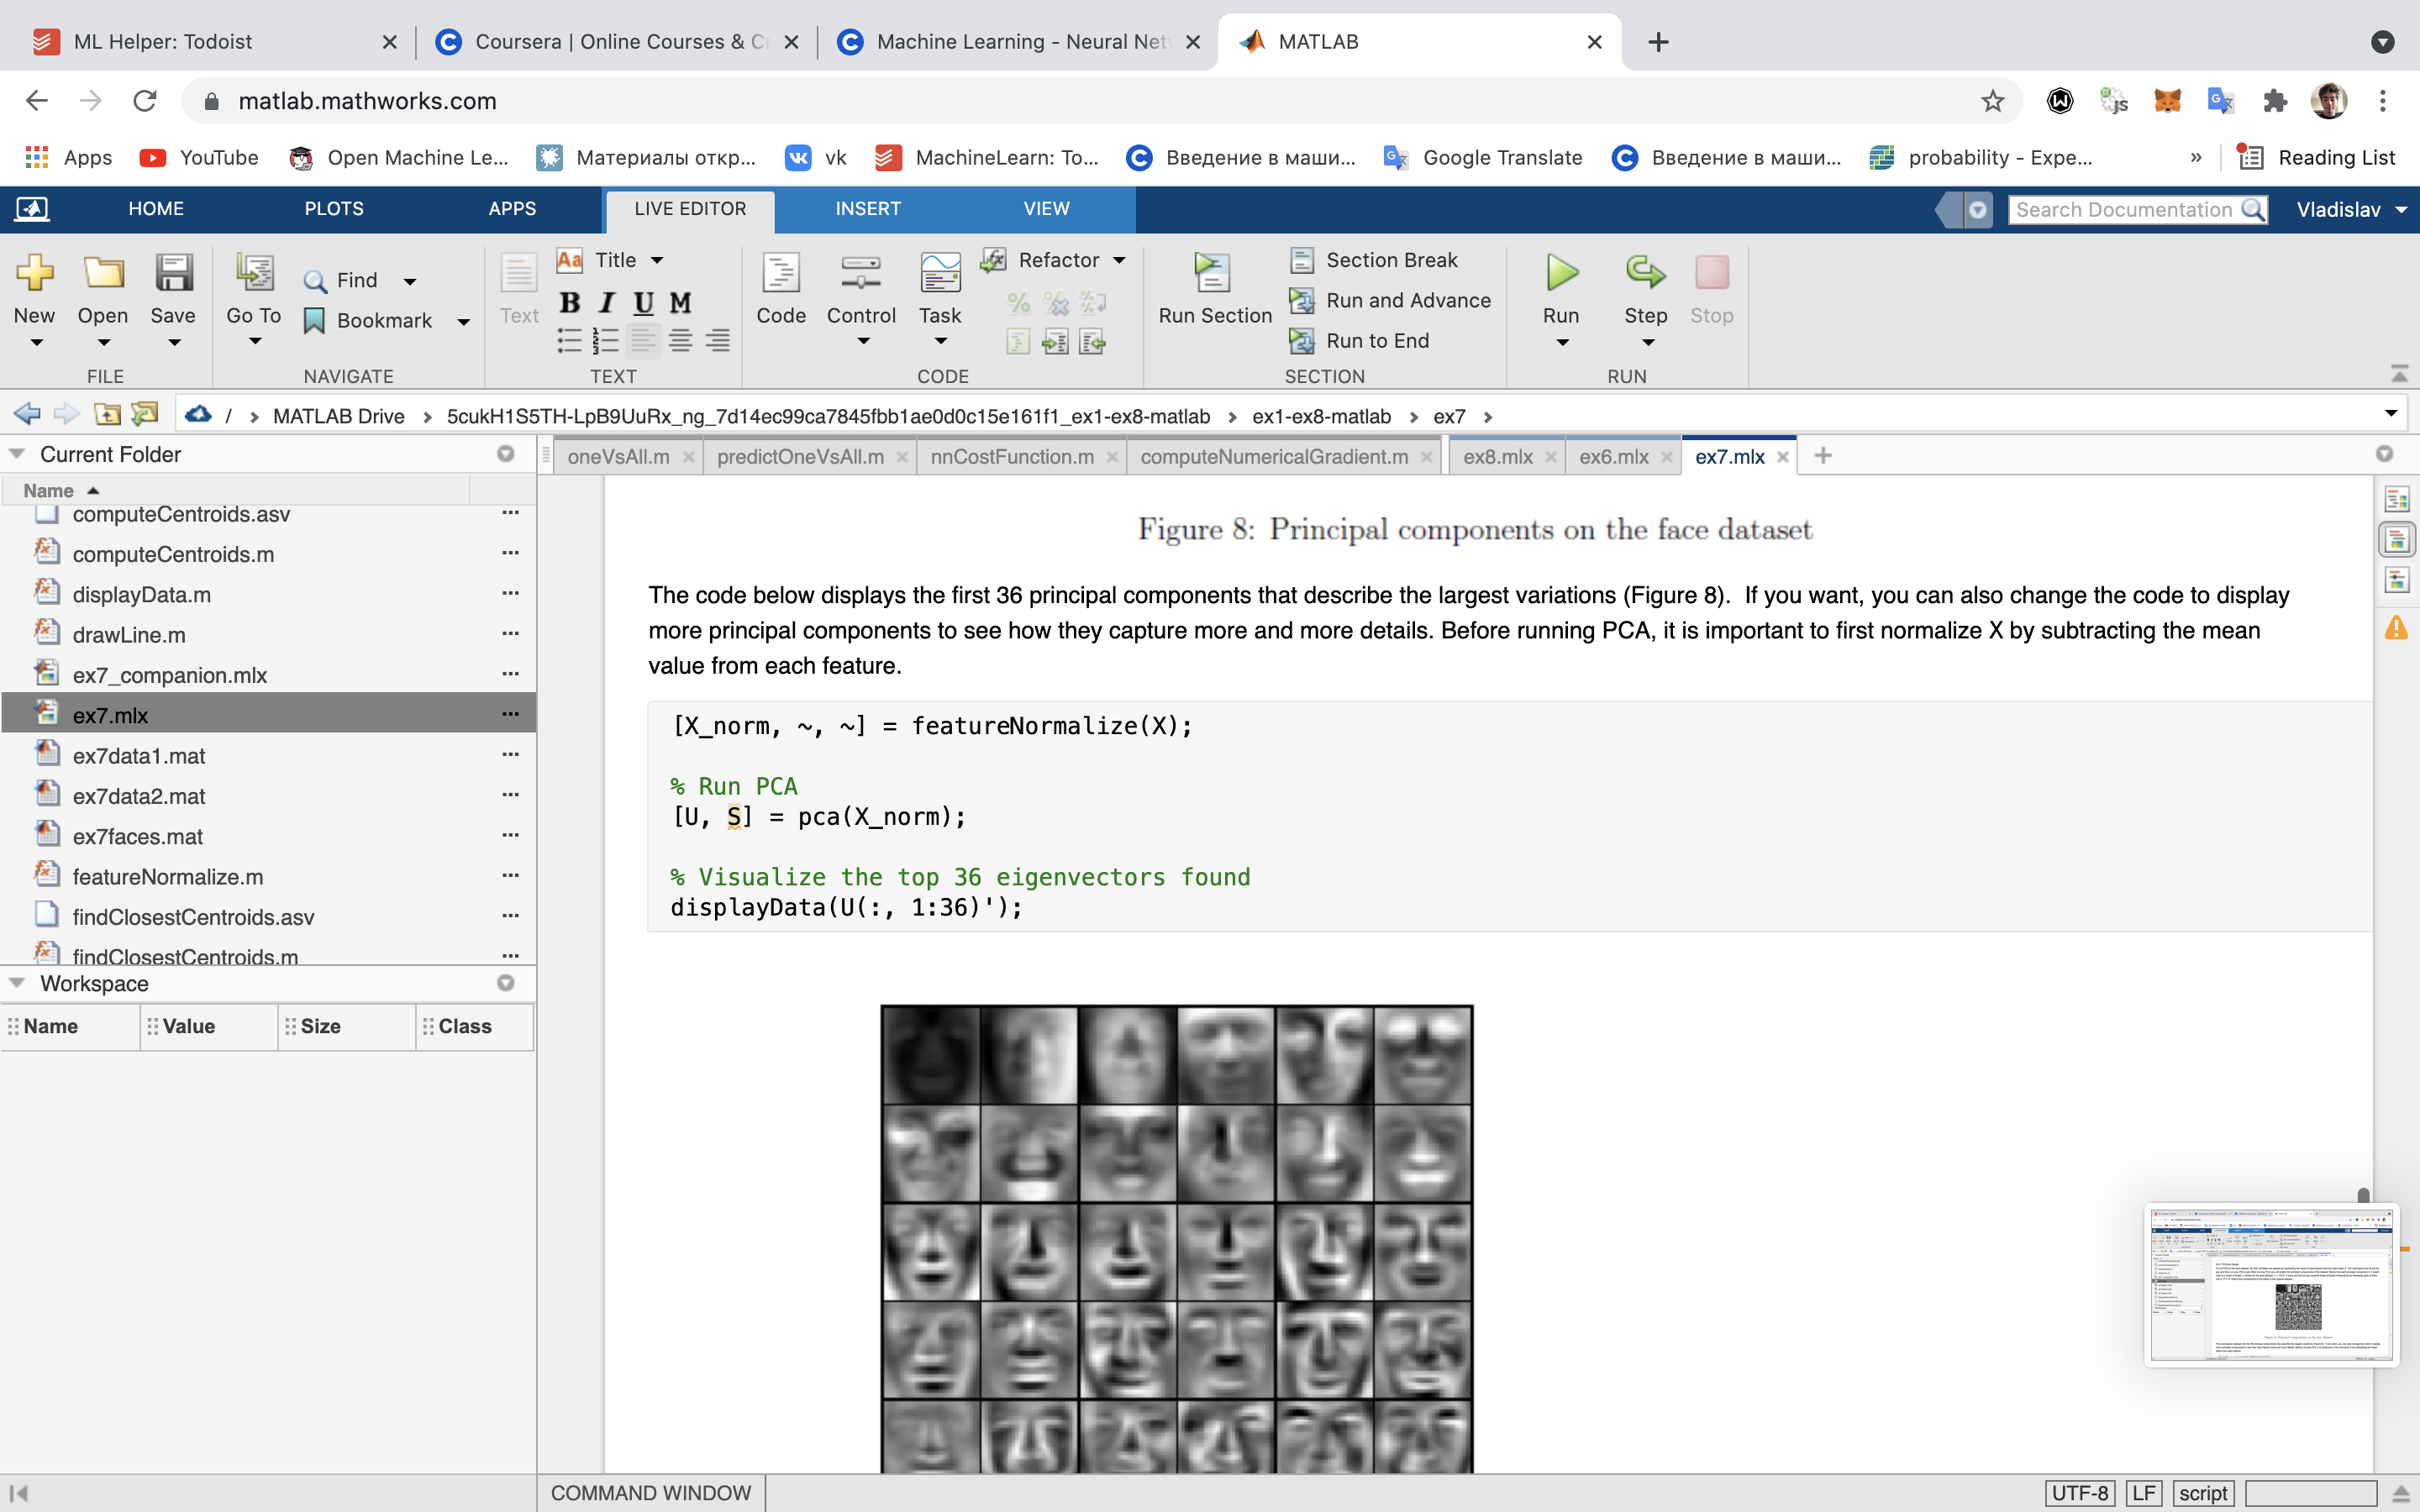 ML Helper: Todoist
Coursera | Online Courses & Cr
Machine Learning - Neural Net
MATLAB
matlab.mathworks.com
Apps
YouTube
Open Machine Le...
Материалы откр...
vk
MachineLearn: To...
Введение в маши...
Google Translate
Введение в маши...
probability - Expe...
»
Reading List
HOME
PLOTS
APPS
LIVE EDITOR
INSERT
VIEW
Search Documentation
Vladislav
New
Open
Save
FILE
Go To
Find
Bookmark
NAVIGATE
Text
Aa Title
B I U M
TEXT
Code
Control
Task
Refactor
CODE
Run Section
Section Break
Run and Advance
Run to End
SECTION
Run
Step
Stop
RUN
/ › MATLAB Drive › 5cukH1S5TH-LpB9UuRx_ng_7d14ec99ca7845fbb1ae0d0c15e161f1_ex1-ex8-matlab › ex1-ex8-matlab › ex7 ›
Current Folder
Name
computeCentroids.asv
computeCentroids.m
displayData.m
drawLine.m
ex7_companion.mlx
ex7.mlx
ex7data1.mat
ex7data2.mat
ex7faces.mat
featureNormalize.m
findClosestCentroids.asv
findClosestCentroids.m
Workspace
Name
Value
Size
Class
oneVsAll.m
predictOneVsAll.m
nnCostFunction.m
computeNumericalGradient.m
ex8.mlx
ex6.mlx
ex7.mlx
Figure 8: Principal components on the face dataset
The code below displays the first 36 principal components that describe the largest variations (Figure 8). If you want, you can also change the code to display
more principal components to see how they capture more and more details. Before running PCA, it is important to first normalize X by subtracting the mean
value from each feature.
[X_norm, ~, ~] = featureNormalize(X);
% Run PCA
[U, S] = pca(X_norm);
% Visualize the top 36 eigenvectors found
displayData(U(:, 1:36)');
COMMAND WINDOW
UTF-8
LF
script